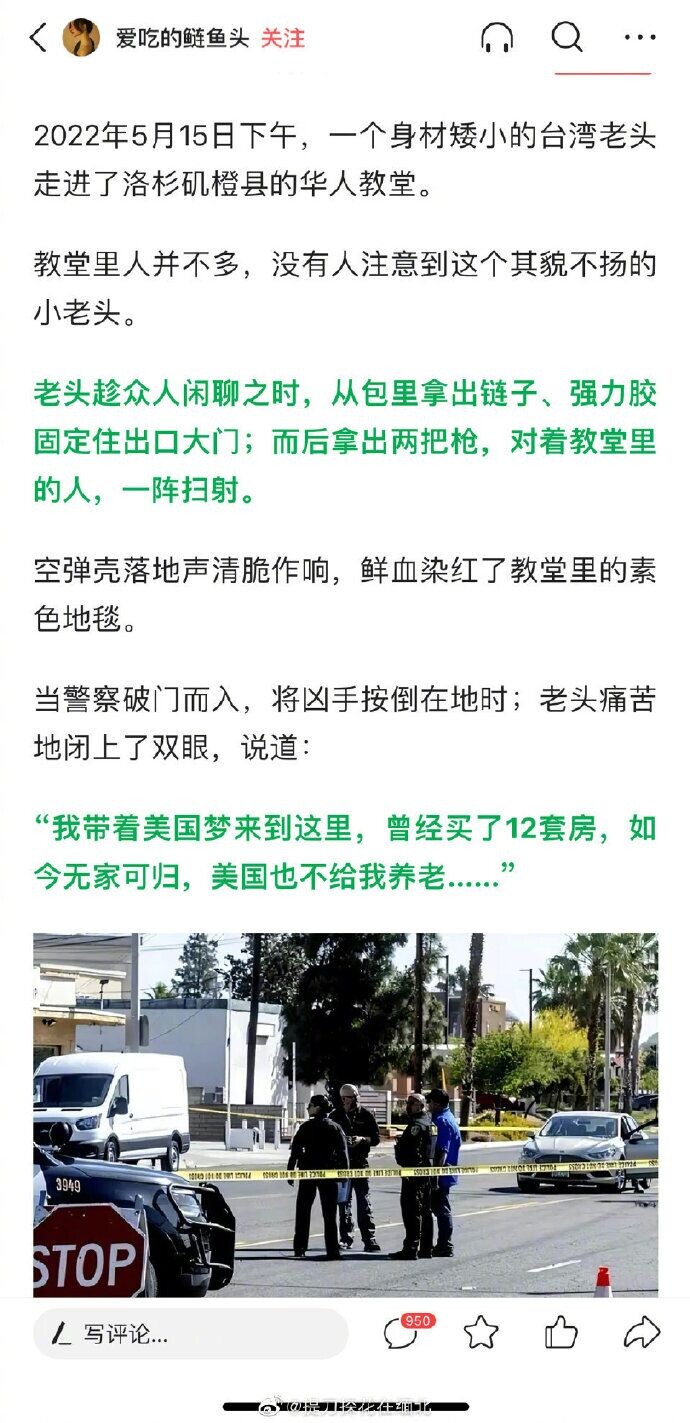 爱吃的鲢鱼头 关注
2022年5月15日下午，一个身材矮小的台湾老头
走进了洛杉矶橙县的华人教堂。
教堂里人并不多，没有人注意到这个其貌不扬的
小老头。
老头趁众人闲聊之时，从包里拿出链子、强力胶
固定住出口大门；而后拿出两把枪，对着教堂里
的人，一阵扫射。
空弹壳落地声清脆作响，鲜血染红了教堂里的素
色地毯。
当警察破门而入，将凶手按倒在地时；老头痛苦
地闭上了双眼，说道：
“我带着美国梦来到这里，曾经买了12套房，如
今无家可归，美国也不给我养老……”
3949
STOP
写评论...
950
@提刀探花在缅北